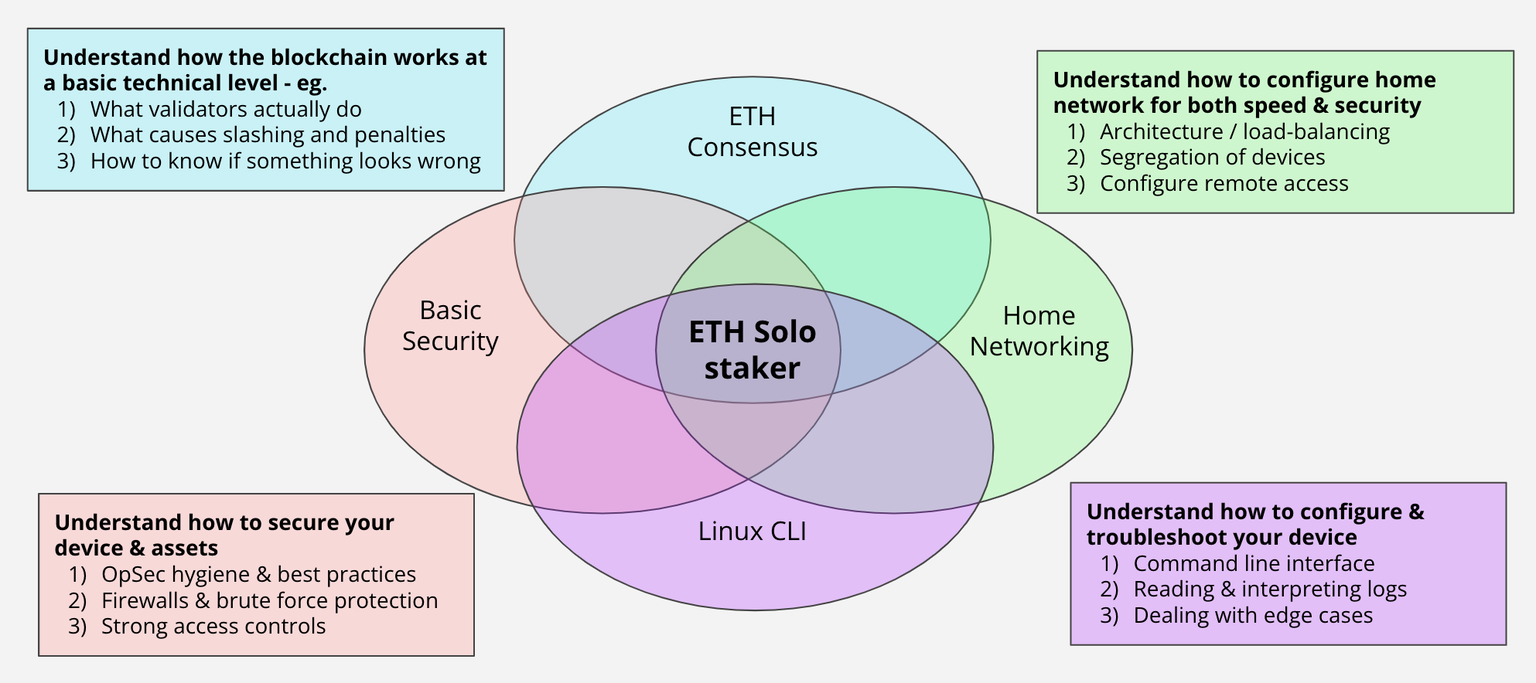 Understand how the blockchain works at
a basic technical level - eg.
1) What validators actually do
2) What causes slashing and penalties
3) How to know if something looks wrong
Understand how to configure home
network for both speed & security
1) Architecture / load-balancing
2) Segregation of devices
3) Configure remote access
ETH
Consensus
Basic
Security
ETH Solo
staker
Home
Networking
Linux CLI
Understand how to secure your
device & assets
1) OpSec hygiene & best practices
2) Firewalls & brute force protection
3) Strong access controls
Understand how to configure &
troubleshoot your device
1) Command line interface
2) Reading & interpreting logs
3) Dealing with edge cases